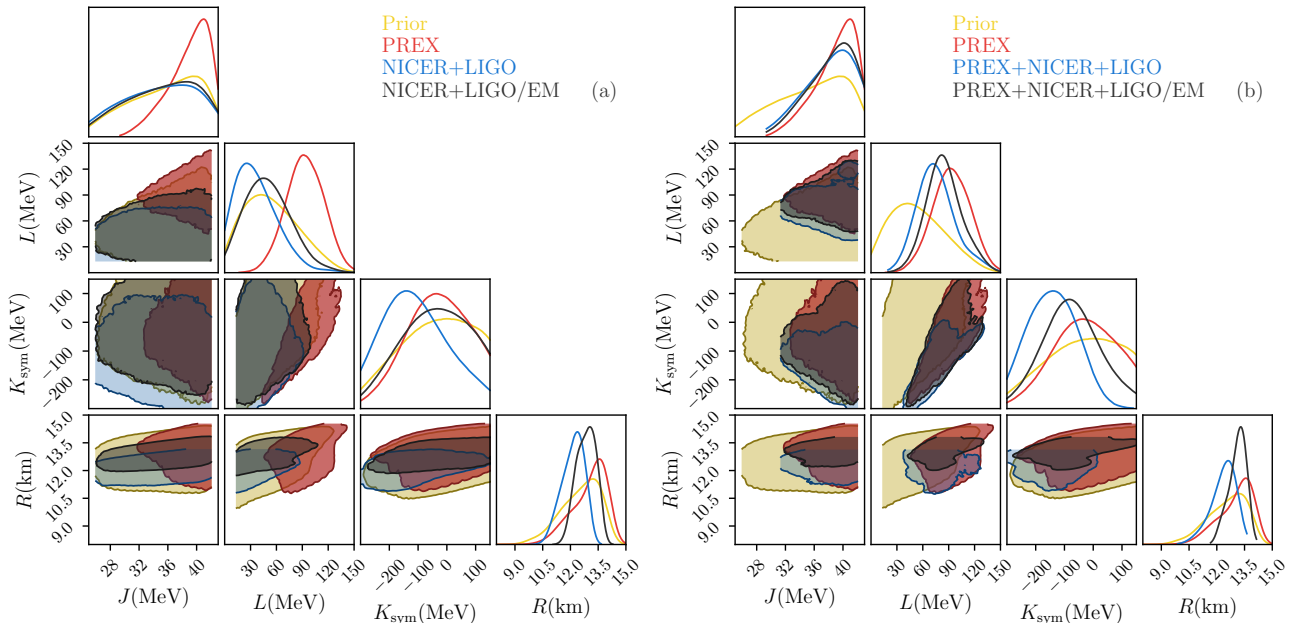 Prior
PREX
NICER+LIGO
NICER+LIGO/EM (a)
L(MeV)
150
120
90
60
30
K_sym(MeV)
100
0
−100
−200
R(km)
15.0
13.5
12.0
10.5
9.0
28 32 36 40
J(MeV)
30 60 90 120 150
L(MeV)
−200 −100 0 100
K_sym(MeV)
9.0 10.5 12.0 13.5 15.0
R(km)
Prior
PREX
PREX+NICER+LIGO
PREX+NICER+LIGO/EM (b)
L(MeV)
150
120
90
60
30
K_sym(MeV)
100
0
−100
−200
R(km)
15.0
13.5
12.0
10.5
9.0
28 32 36 40
J(MeV)
30 60 90 120 150
L(MeV)
−200 −100 0 100
K_sym(MeV)
9.0 10.5 12.0 13.5 15.0
R(km)